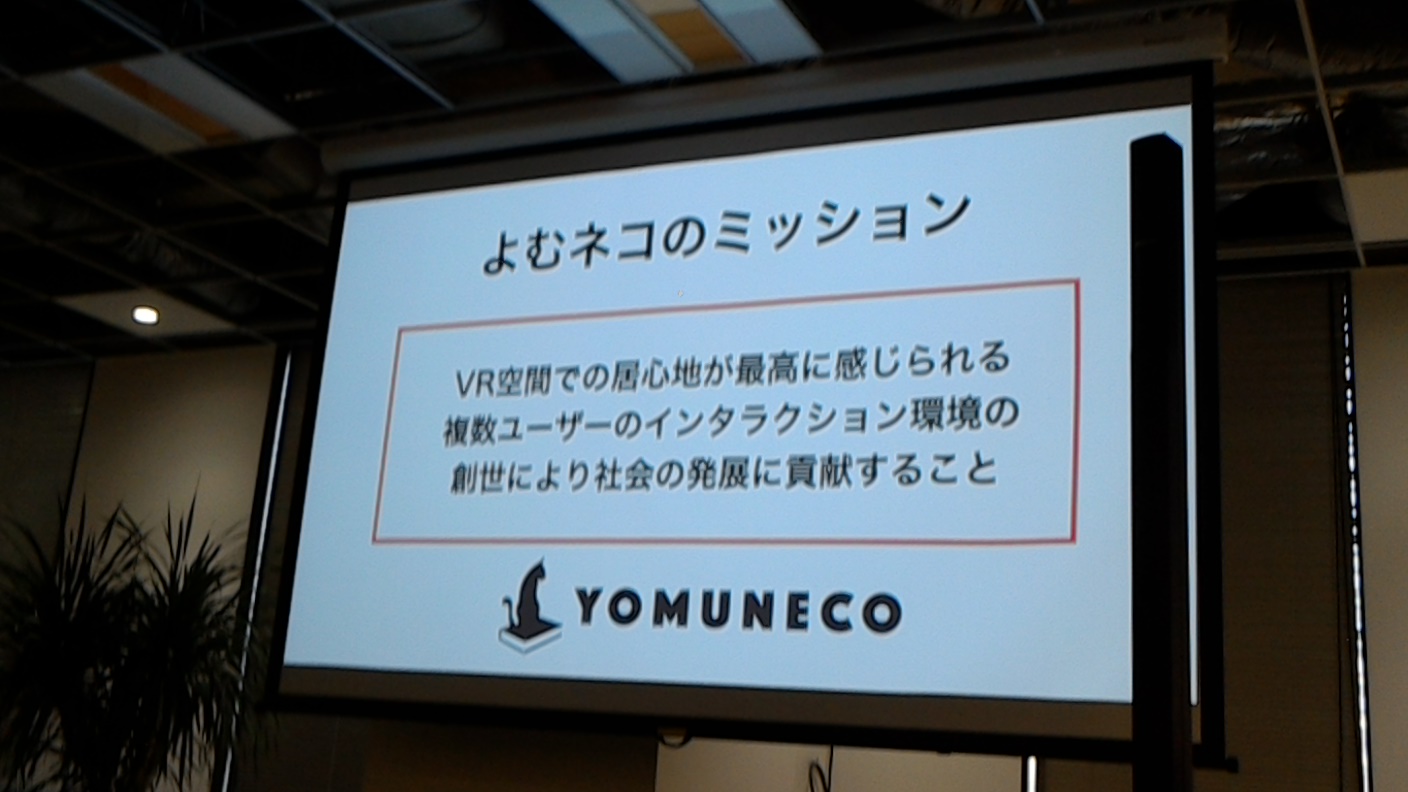 よむネコのミッション
VR空間での居心地が最高に感じられる
複数ユーザーのインタラクション環境の
創世により社会の発展に貢献すること
YOMUNECO